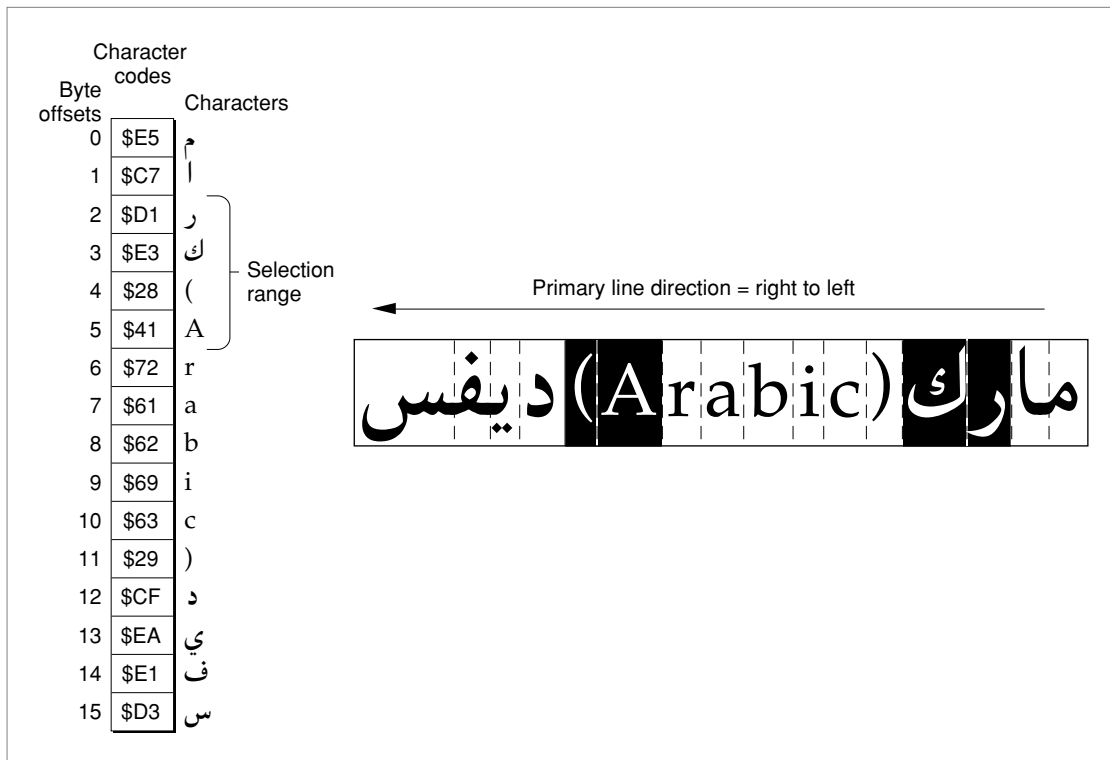 Character
codes
Byte
offsets
Characters
0 $E5 م
1 $C7 ا
2 $D1 ر
3 $E3 ك
4 $28 (
5 $41 A
6 $72 r
7 $61 a
8 $62 b
9 $69 i
10 $63 c
11 $29 )
12 $CF د
13 $EA ي
14 $E1 ف
15 $D3 س
Selection
range
Primary line direction = right to left
مارك (Arabic) ديفس